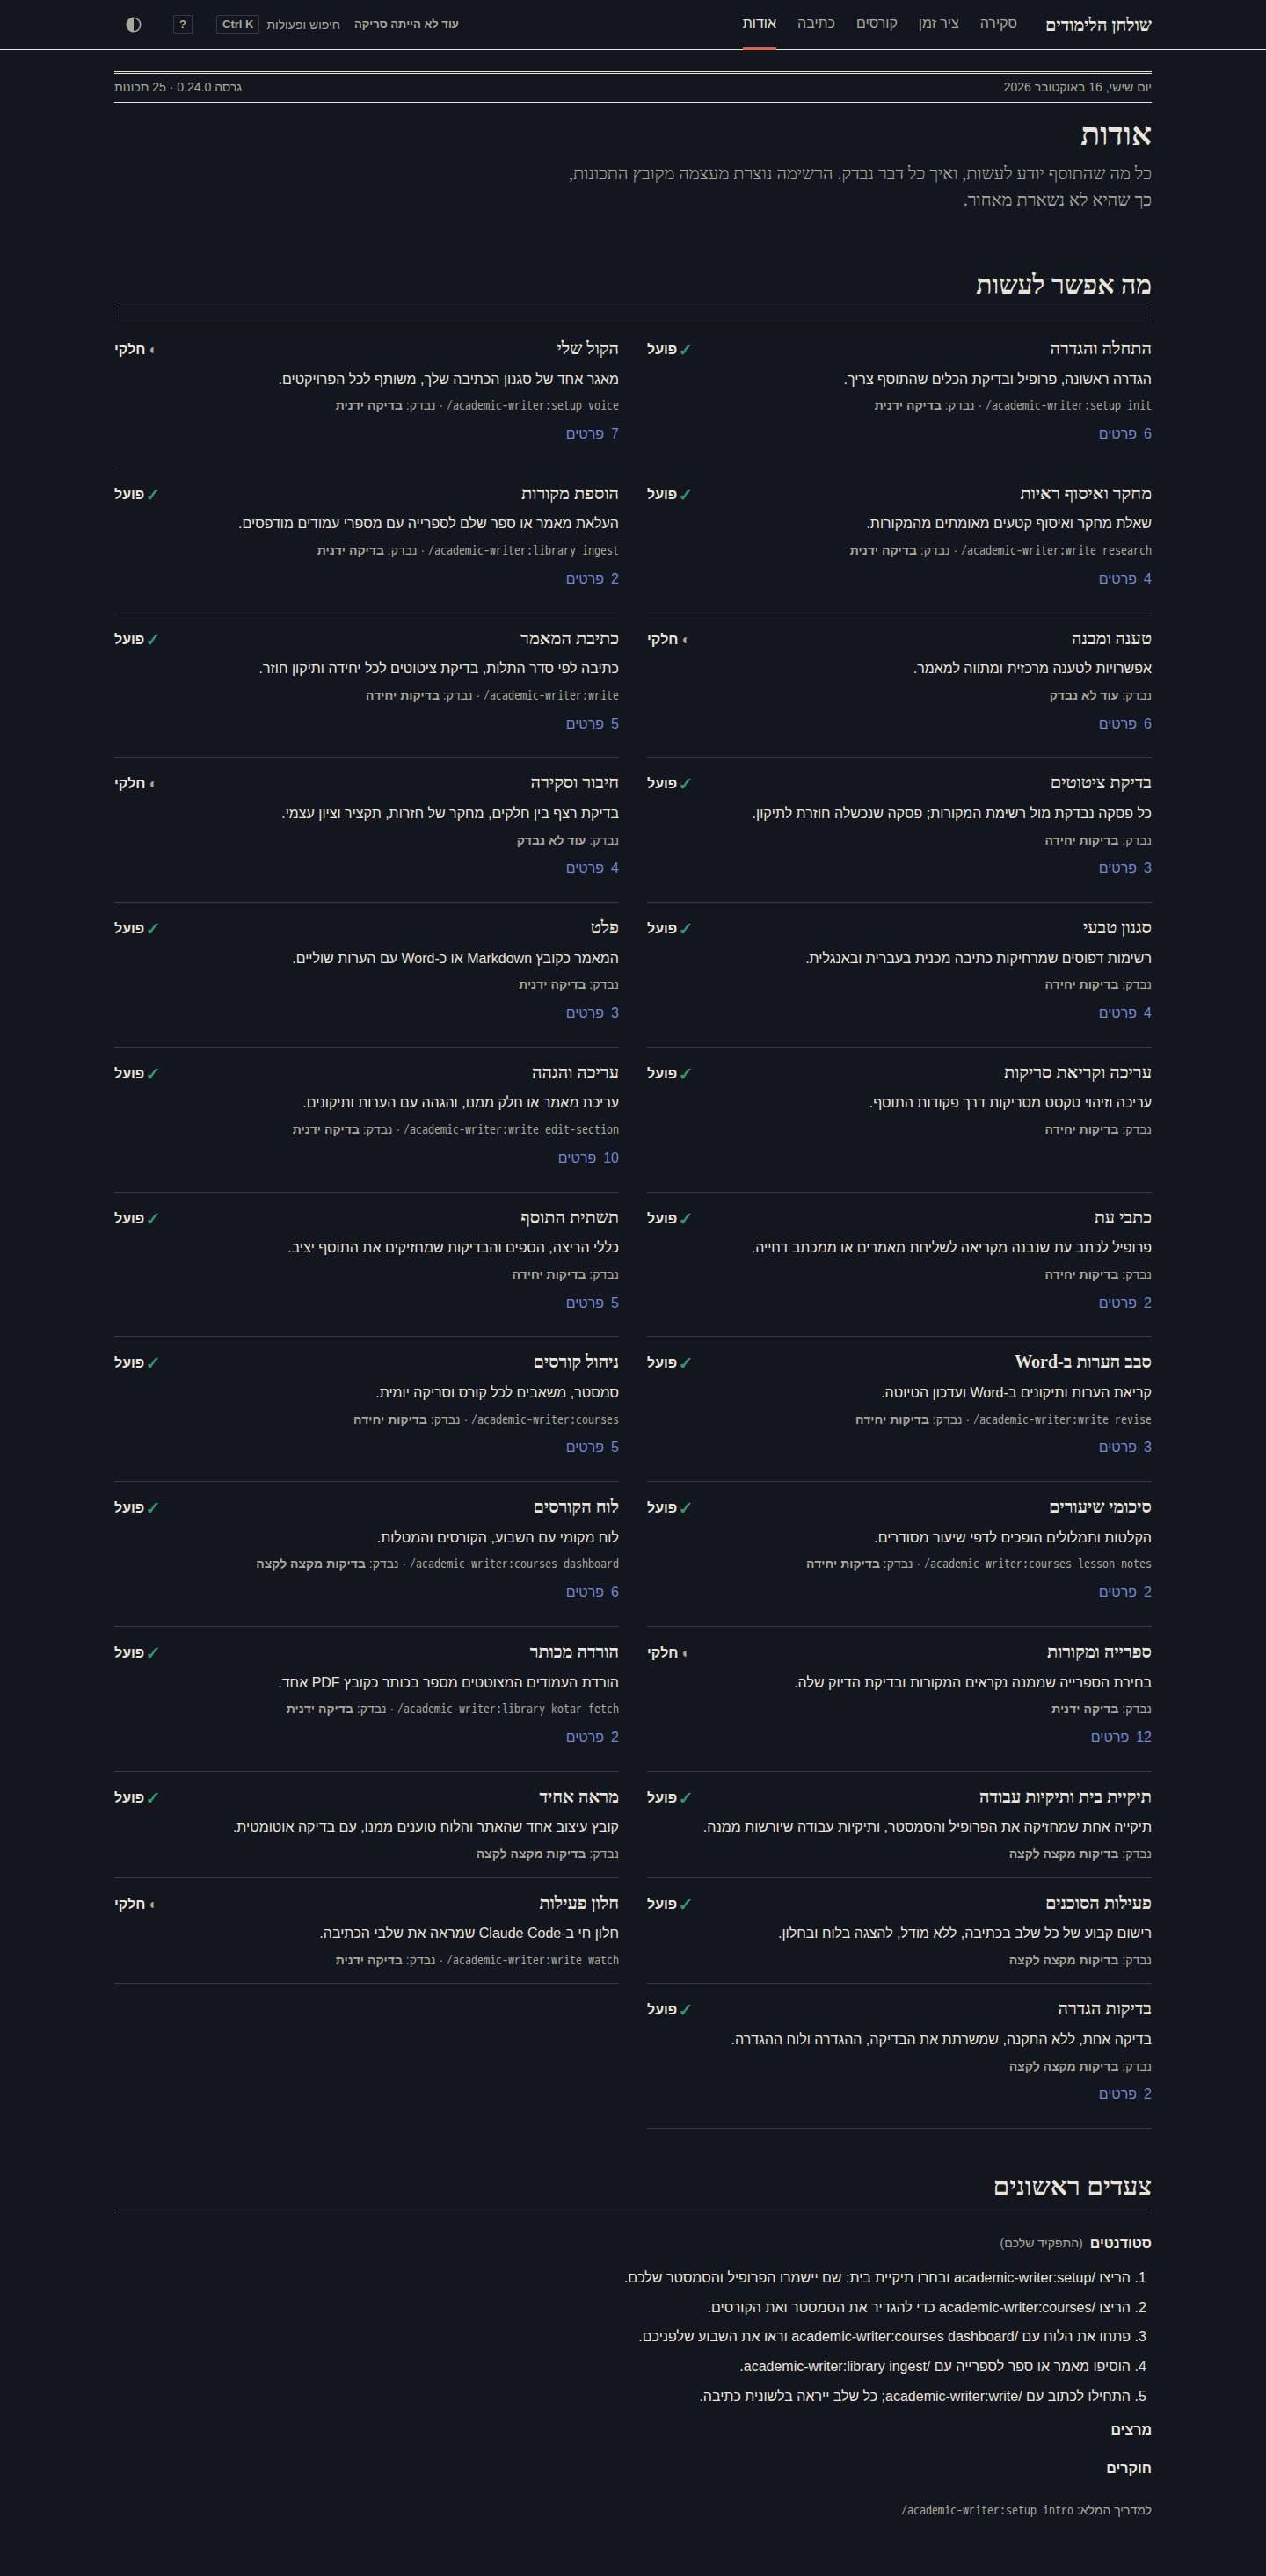 שולחן הלימודים
סקירה
ציר זמן
קורסים
כתיבה
אודות
עוד לא הייתה סריקה
חיפוש ופעולות Ctrl K
?
יום שישי, 16 באוקטובר 2026
גרסה 0.24.0 · 25 תכונות
אודות
כל מה שהתוסף יודע לעשות, ואיך כל דבר נבדק. הרשימה נוצרת מעצמה מקובץ התכונות,
כך שהיא לא נשארת מאחור.
מה אפשר לעשות
התחלה והגדרה
✓ פועל
הגדרה ראשונה, פרופיל ובדיקת הכלים שהתוסף צריך.
/academic-writer:setup init · נבדק: בדיקה ידנית
6 פרטים
הקול שלי
חלקי
מאגר אחד של סגנון הכתיבה שלך, משותף לכל הפרויקטים.
/academic-writer:setup voice · נבדק: בדיקה ידנית
7 פרטים
מחקר ואיסוף ראיות
✓ פועל
שאלת מחקר ואיסוף קטעים מאומתים מהמקורות.
/academic-writer:write research · נבדק: בדיקה ידנית
4 פרטים
הוספת מקורות
✓ פועל
העלאת מאמר או ספר שלם לספרייה עם מספרי עמודים מודפסים.
/academic-writer:library ingest · נבדק: בדיקה ידנית
2 פרטים
טענה ומבנה
חלקי
אפשרויות לטענה מרכזית ומתווה למאמר.
נבדק: עוד לא נבדק
6 פרטים
כתיבת המאמר
✓ פועל
כתיבה לפי סדר התלות, בדיקת ציטוטים לכל יחידה ותיקון חוזר.
/academic-writer:write · נבדק: בדיקות יחידה
5 פרטים
בדיקת ציטוטים
✓ פועל
כל פסקה נבדקת מול רשימת המקורות; פסקה שנכשלה חוזרת לתיקון.
נבדק: בדיקות יחידה
3 פרטים
חיבור וסקירה
חלקי
בדיקת רצף בין חלקים, מחקר של חזרות, תקציר וציון עצמי.
נבדק: עוד לא נבדק
4 פרטים
סגנון טבעי
✓ פועל
רשימות דפוסים שמרחיקות כתיבה מכנית בעברית ובאנגלית.
נבדק: בדיקות יחידה
4 פרטים
פלט
✓ פועל
המאמר כקובץ Markdown או כ-Word עם הערות שוליים.
נבדק: בדיקה ידנית
3 פרטים
עריכה וקריאת סריקות
✓ פועל
עריכה וזיהוי טקסט מסריקות דרך פקודות התוסף.
נבדק: בדיקות יחידה
עריכה והגהה
✓ פועל
עריכת מאמר או חלק ממנו, והגהה עם הערות ותיקונים.
/academic-writer:write edit-section · נבדק: בדיקה ידנית
10 פרטים
כתבי עת
✓ פועל
פרופיל לכתב עת שנבנה מקריאה לשליחת מאמרים או ממכתב דחייה.
נבדק: בדיקות יחידה
2 פרטים
תשתית התוסף
✓ פועל
כללי הריצה, הספים והבדיקות שמחזיקים את התוסף יציב.
נבדק: בדיקות יחידה
5 פרטים
סבב הערות ב-Word
✓ פועל
קריאת הערות ותיקונים ב-Word ועדכון הטיוטה.
/academic-writer:write revise · נבדק: בדיקות יחידה
3 פרטים
ניהול קורסים
✓ פועל
סמסטר, משאבים לכל קורס וסריקה יומית.
/academic-writer:courses · נבדק: בדיקות יחידה
5 פרטים
סיכומי שיעורים
✓ פועל
הקלטות ותמלולים הופכים לדפי שיעור מסודרים.
/academic-writer:courses lesson-notes · נבדק: בדיקות יחידה
2 פרטים
לוח הקורסים
✓ פועל
לוח מקומי עם השבוע, הקורסים והמטלות.
/academic-writer:courses dashboard · נבדק: בדיקות מקצה לקצה
6 פרטים
ספרייה ומקורות
חלקי
בחירת הספרייה שממנה נקראים המקורות ובדיקת הדיוק שלה.
נבדק: בדיקה ידנית
12 פרטים
הורדה מכותר
✓ פועל
הורדת העמודים המצוטטים מספר בכותר כקובץ PDF אחד.
/academic-writer:library kotar-fetch · נבדק: בדיקה ידנית
2 פרטים
תיקיית בית ותיקיות עבודה
✓ פועל
תיקייה אחת שמחזיקה את הפרופיל והסמסטר, ותיקיות עבודה שיורשות ממנה.
נבדק: בדיקות מקצה לקצה
מראה אחיד
✓ פועל
קובץ עיצוב אחד שהאתר והלוח טוענים ממנו, עם בדיקה אוטומטית.
נבדק: בדיקות מקצה לקצה
פעילות הסוכנים
✓ פועל
רישום קבוע של כל שלב בכתיבה, ללא מודל, להצגה בלוח ובחלון.
נבדק: בדיקות מקצה לקצה
חלון פעילות
חלקי
חלון חי ב-Claude Code שמראה את שלבי הכתיבה.
/academic-writer:write watch · נבדק: בדיקה ידנית
בדיקות הגדרה
✓ פועל
בדיקה אחת, ללא התקנה, שמשרתת את הבדיקה, ההגדרה ולוח ההגדרה.
נבדק: בדיקות מקצה לקצה
2 פרטים
צעדים ראשונים
סטודנטים (התפקיד שלכם)
1. הריצו /academic-writer:setup ובחרו תיקיית בית: שם יישמרו הפרופיל והסמסטר שלכם.
2. הריצו /academic-writer:courses כדי להגדיר את הסמסטר ואת הקורסים.
3. פתחו את הלוח עם /academic-writer:courses dashboard וראו את השבוע שלפניכם.
4. הוסיפו מאמר או ספר לספרייה עם /academic-writer:library ingest.
5. התחילו לכתוב עם /academic-writer:write; כל שלב ייראה בלשונית כתיבה.
מרצים
חוקרים
למדריך המלא: /academic-writer:setup intro